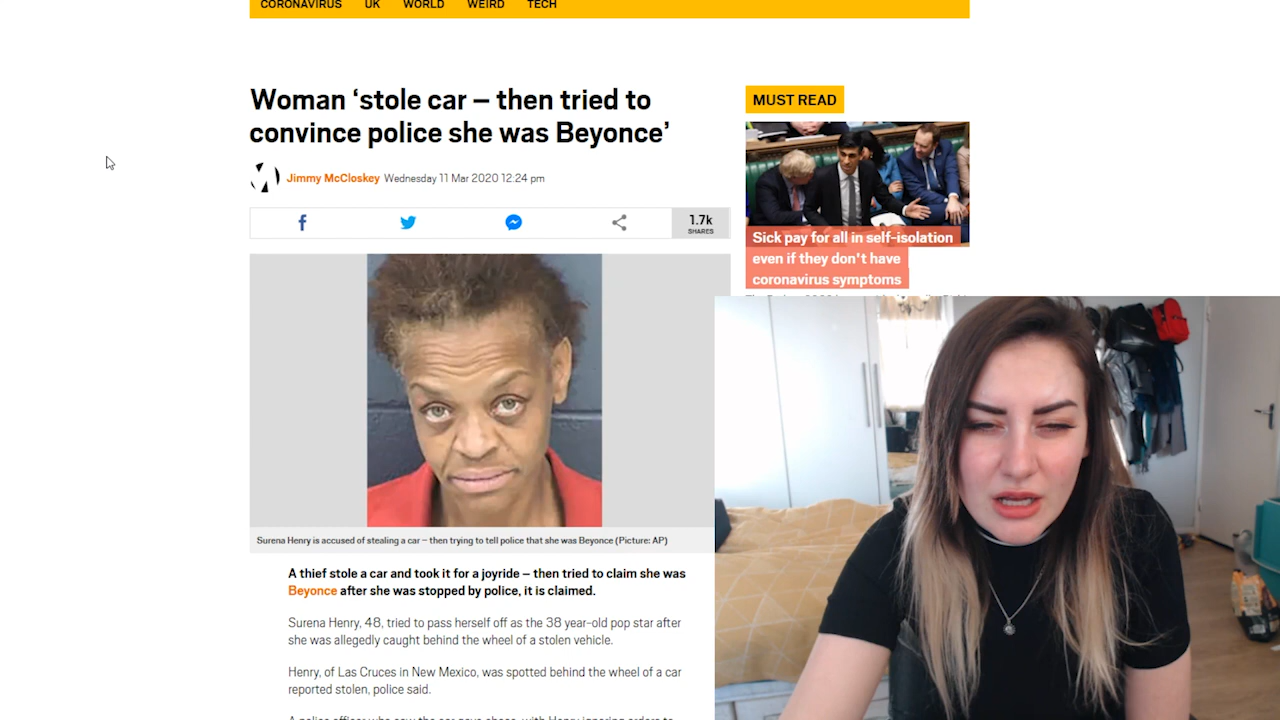 CORONAVIRUS UK WORLD WEIRD TECH
Woman ‘stole car – then tried to
convince police she was Beyonce’
Jimmy McCloskey Wednesday 11 Mar 2020 12:24 pm
1.7k
SHARES
Surena Henry is accused of stealing a car – then trying to tell police that she was Beyonce (Picture: AP)
A thief stole a car and took it for a joyride – then tried to claim she was
Beyonce after she was stopped by police, it is claimed.
Surena Henry, 48, tried to pass herself off as the 38 year-old pop star after
she was allegedly caught behind the wheel of a stolen vehicle.
Henry, of Las Cruces in New Mexico, was spotted behind the wheel of a car
reported stolen, police said.
MUST READ
Sick pay for all in self-isolation
even if they don't have
coronavirus symptoms